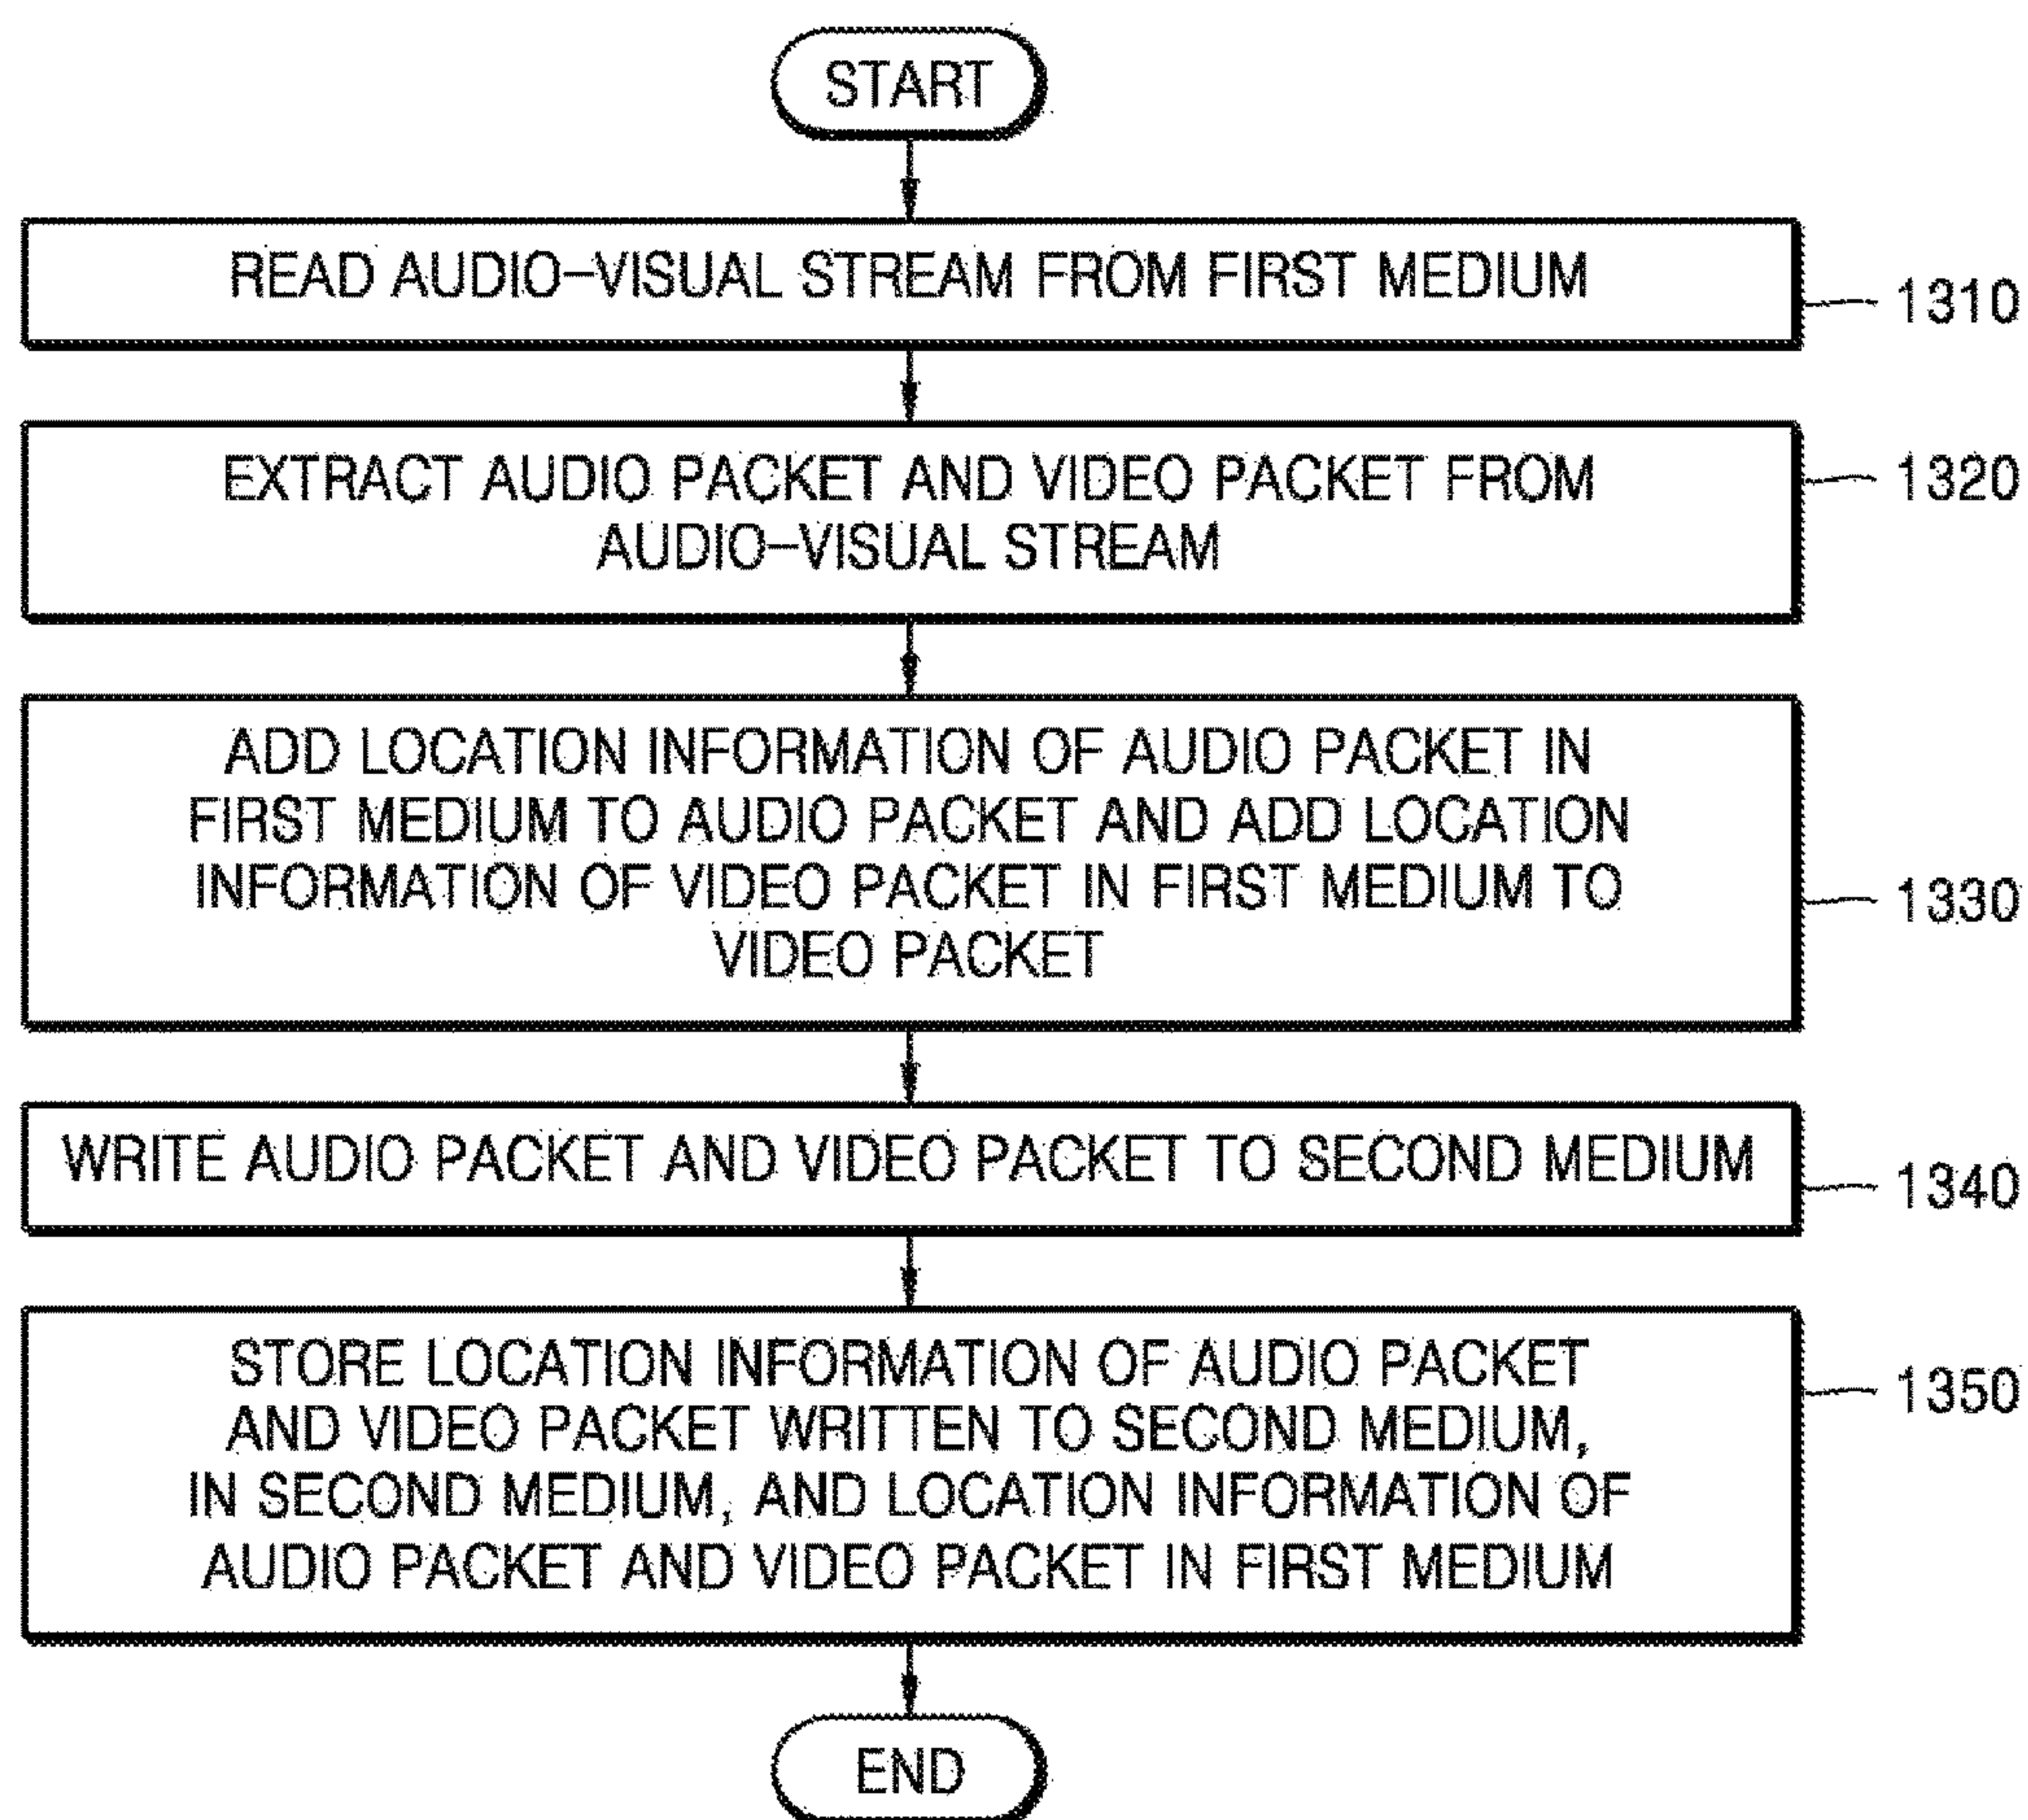 START
READ AUDIO-VISUAL STREAM FROM FIRST MEDIUM
1310
EXTRACT AUDIO PACKET AND VIDEO PACKET FROM
AUDIO-VISUAL STREAM
1320
ADD LOCATION INFORMATION OF AUDIO PACKET IN
FIRST MEDIUM TO AUDIO PACKET AND ADD LOCATION
INFORMATION OF VIDEO PACKET IN FIRST MEDIUM TO
VIDEO PACKET
1330
WRITE AUDIO PACKET AND VIDEO PACKET TO SECOND MEDIUM
1340
STORE LOCATION INFORMATION OF AUDIO PACKET
AND VIDEO PACKET WRITTEN TO SECOND MEDIUM,
IN SECOND MEDIUM, AND LOCATION INFORMATION OF
AUDIO PACKET AND VIDEO PACKET IN FIRST MEDIUM
1350
END